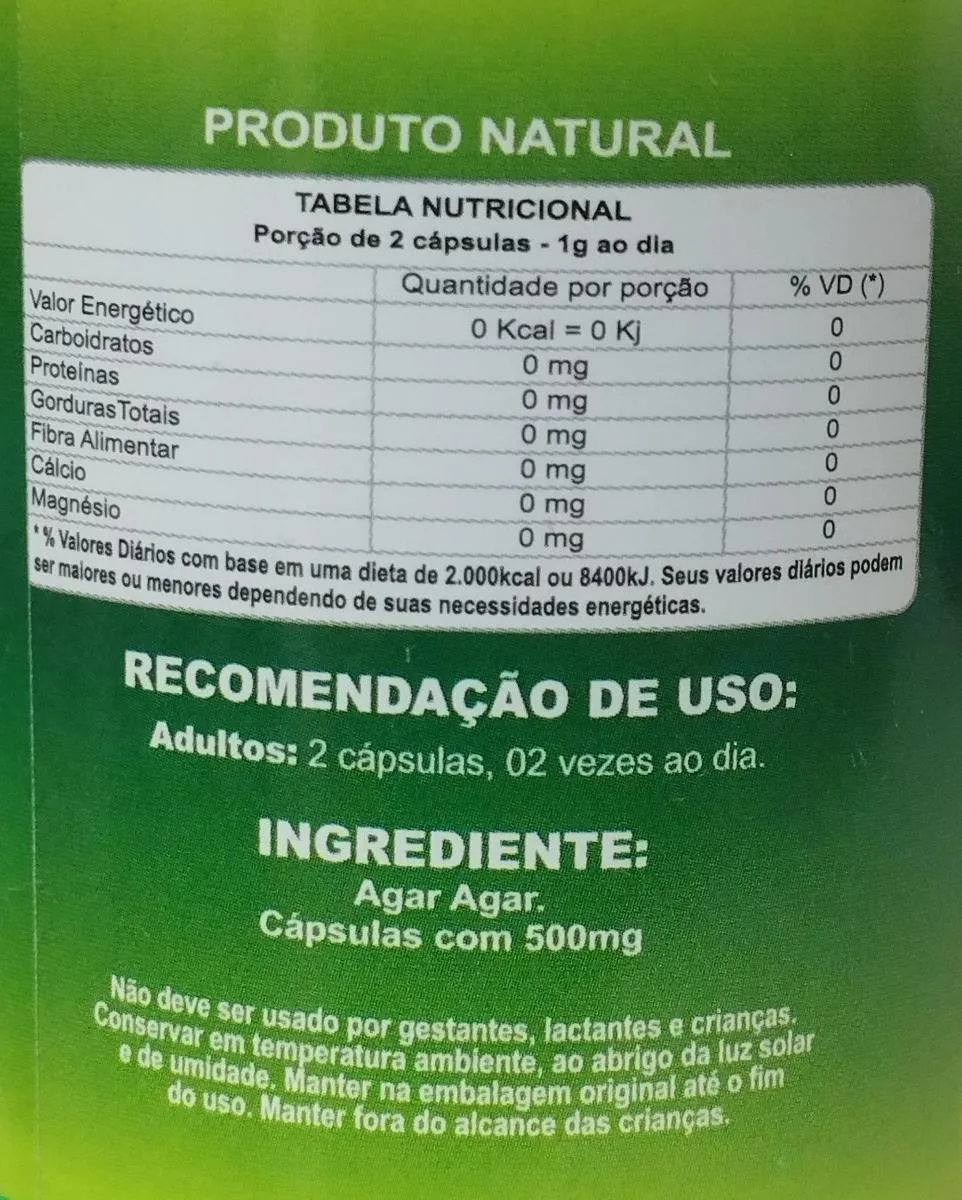 PRODUTO NATURAL
TABELA NUTRICIONAL
Porção de 2 cápsulas - 1g ao dia
Quantidade por porção % VD (*)
Valor Energético 0 Kcal = 0 Kj 0
Carboidratos 0 mg 0
Proteínas 0 mg 0
Gorduras Totais 0 mg 0
Fibra Alimentar 0 mg 0
Cálcio 0 mg 0
Magnésio 0 mg 0
* % Valores Diários com base em uma dieta de 2.000kcal ou 8400kJ. Seus valores diários podem
ser maiores ou menores dependendo de suas necessidades energéticas.
RECOMENDAÇÃO DE USO:
Adultos: 2 cápsulas, 02 vezes ao dia.
INGREDIENTE:
Agar Agar.
Cápsulas com 500mg
Não deve ser usado por gestantes, lactantes e crianças.
Conservar em temperatura ambiente, ao abrigo da luz solar
e de umidade. Manter na embalagem original até o fim
do uso. Manter fora do alcance das crianças.